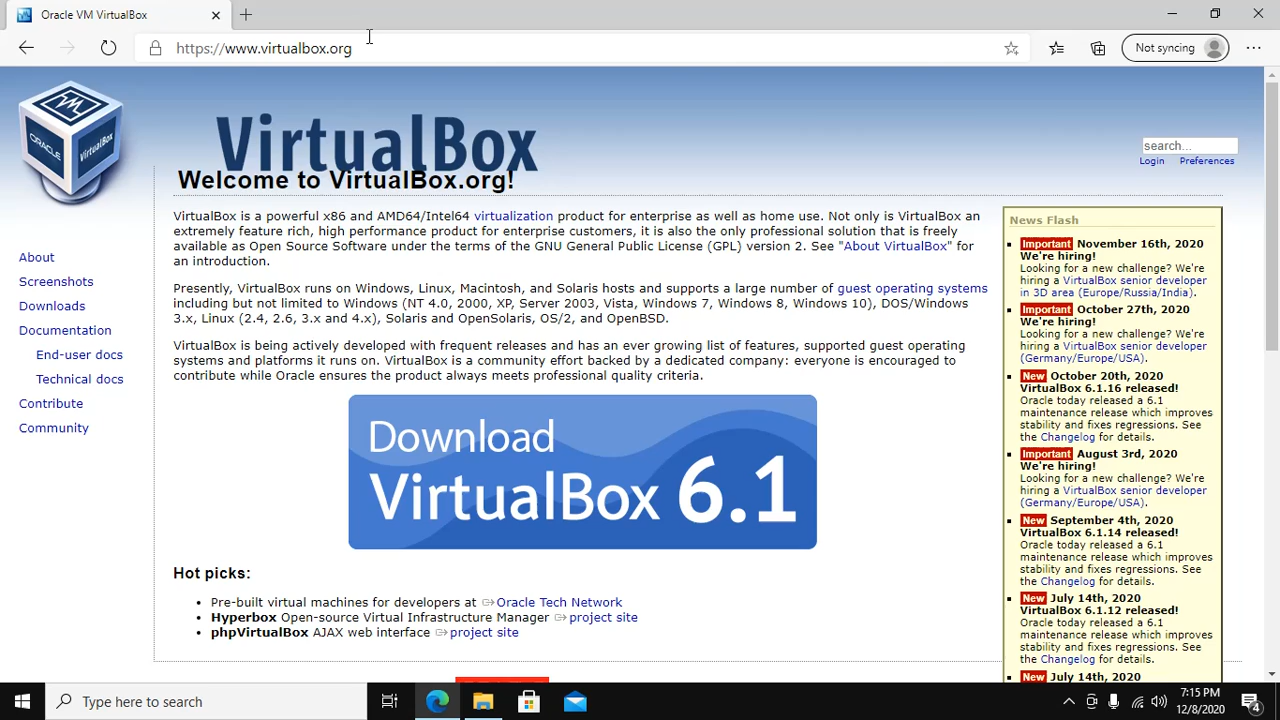 Oracle VM VirtualBox
https://www.virtualbox.org
Not syncing
ORACLE
VirtualBox
VirtualBox
search...
Login Preferences
About
Screenshots
Downloads
Documentation
End-user docs
Technical docs
Contribute
Community
Welcome to VirtualBox.org!
VirtualBox is a powerful x86 and AMD64/Intel64 virtualization product for enterprise as well as home use. Not only is VirtualBox an
extremely feature rich, high performance product for enterprise customers, it is also the only professional solution that is freely
available as Open Source Software under the terms of the GNU General Public License (GPL) version 2. See "About VirtualBox" for
an introduction.
Presently, VirtualBox runs on Windows, Linux, Macintosh, and Solaris hosts and supports a large number of guest operating systems
including but not limited to Windows (NT 4.0, 2000, XP, Server 2003, Vista, Windows 7, Windows 8, Windows 10), DOS/Windows
3.x, Linux (2.4, 2.6, 3.x and 4.x), Solaris and OpenSolaris, OS/2, and OpenBSD.
VirtualBox is being actively developed with frequent releases and has an ever growing list of features, supported guest operating
systems and platforms it runs on. VirtualBox is a community effort backed by a dedicated company: everyone is encouraged to
contribute while Oracle ensures the product always meets professional quality criteria.
Download
VirtualBox 6.1
Hot picks:
Pre-built virtual machines for developers at Oracle Tech Network
Hyperbox Open-source Virtual Infrastructure Manager project site
phpVirtualBox AJAX web interface project site
News Flash
Important November 16th, 2020
We're hiring!
Looking for a new challenge? We're
hiring a VirtualBox senior developer
in 3D area (Europe/Russia/India).
Important October 27th, 2020
We're hiring!
Looking for a new challenge? We're
hiring a VirtualBox senior developer
(Germany/Europe/USA).
New October 20th, 2020
VirtualBox 6.1.16 released!
Oracle today released a 6.1
maintenance release which improves
stability and fixes regressions. See
the Changelog for details.
Important August 3rd, 2020
We're hiring!
Looking for a new challenge? We're
hiring a VirtualBox senior developer
(Germany/Europe/USA).
New September 4th, 2020
VirtualBox 6.1.14 released!
Oracle today released a 6.1
maintenance release which improves
stability and fixes regressions. See
the Changelog for details.
New July 14th, 2020
VirtualBox 6.1.12 released!
Oracle today released a 6.1
maintenance release which improves
stability and fixes regressions. See
the Changelog for details.
New July 14th, 2020
Type here to search
7:15 PM
12/8/2020
4